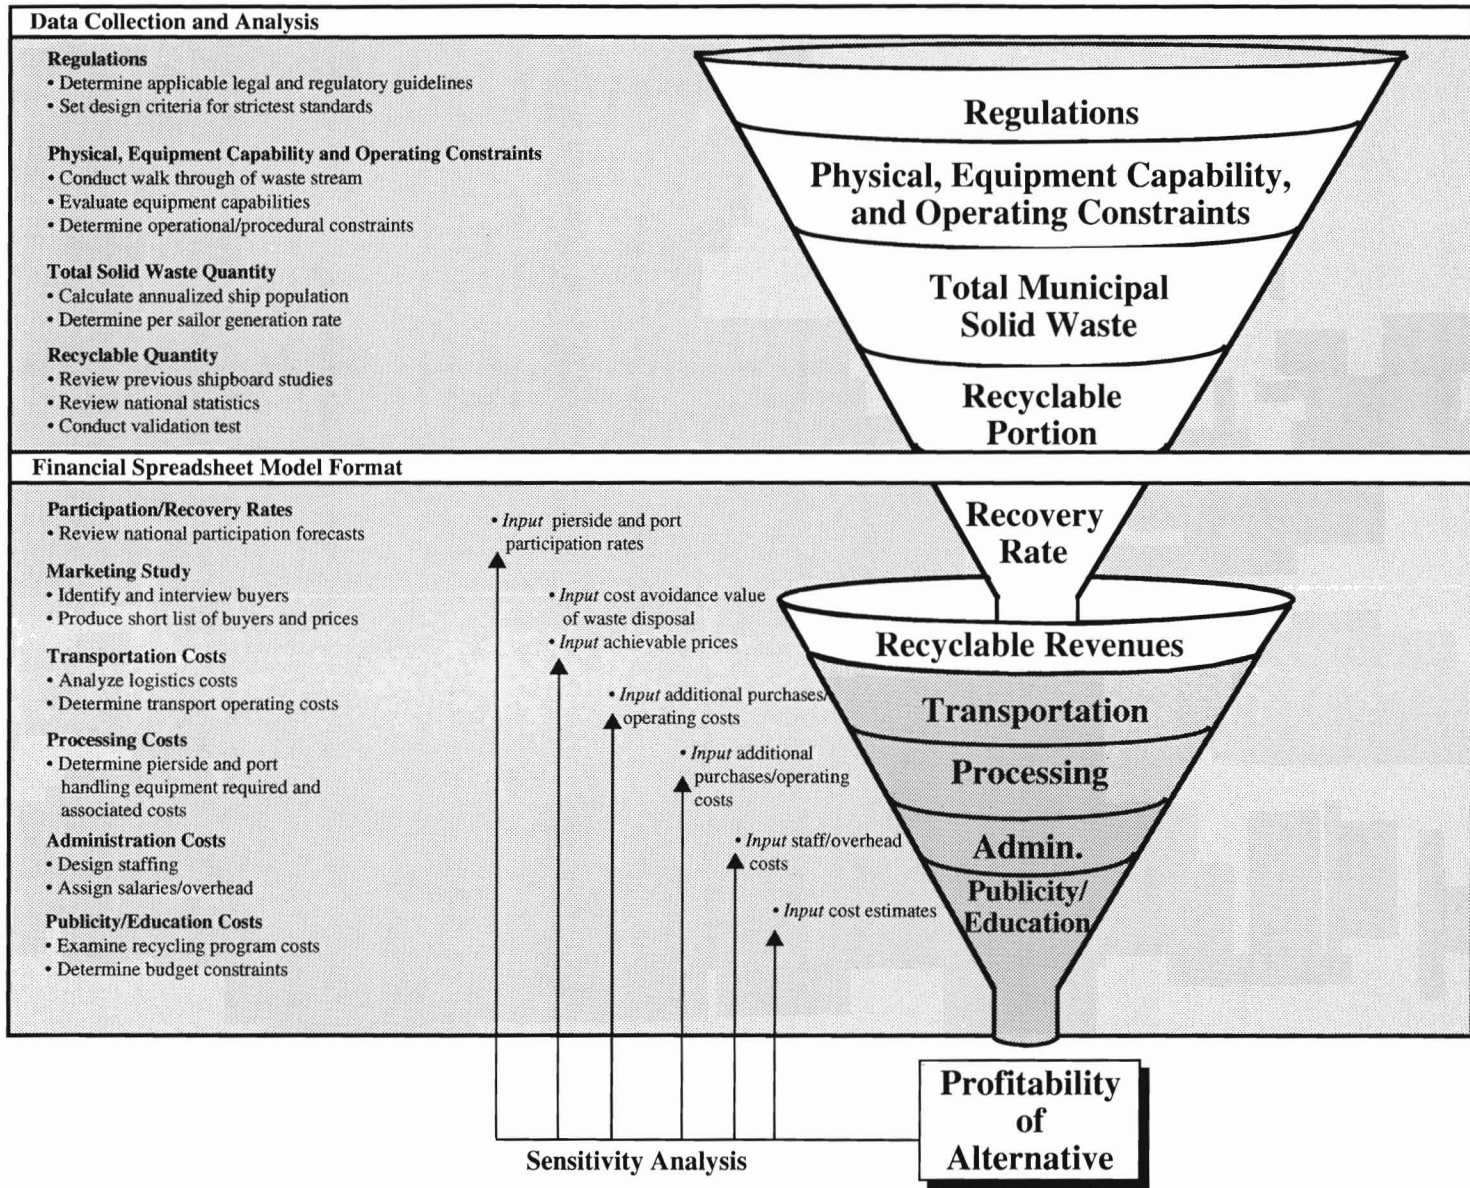 Data Collection and Analysis
Regulations
• Determine applicable legal and regulatory guidelines
• Set design criteria for strictest standards
Physical, Equipment Capability and Operating Constraints
• Conduct walk through of waste stream
• Evaluate equipment capabilities
• Determine operational/procedural constraints
Total Solid Waste Quantity
• Calculate annualized ship population
• Determine per sailor generation rate
Recyclable Quantity
• Review previous shipboard studies
• Review national statistics
• Conduct validation test
Regulations
Physical, Equipment Capability,
and Operating Constraints
Total Municipal
Solid Waste
Recyclable
Portion
Financial Spreadsheet Model Format
Participation/Recovery Rates
• Review national participation forecasts
Marketing Study
• Identify and interview buyers
• Produce short list of buyers and prices
Transportation Costs
• Analyze logistics costs
• Determine transport operating costs
Processing Costs
• Determine pierside and port
handling equipment required and
associated costs
Administration Costs
• Design staffing
• Assign salaries/overhead
Publicity/Education Costs
• Examine recycling program costs
• Determine budget constraints
• Input pierside and port
participation rates
• Input cost avoidance value
of waste disposal
• Input achievable prices
• Input additional purchases/
operating costs
• Input additional
purchases/operating
costs
• Input staff/overhead
costs
• Input cost estimates
Recovery
Rate
Recyclable Revenues
Transportation
Processing
Admin.
Publicity/
Education
Profitability
of
Alternative
Sensitivity Analysis